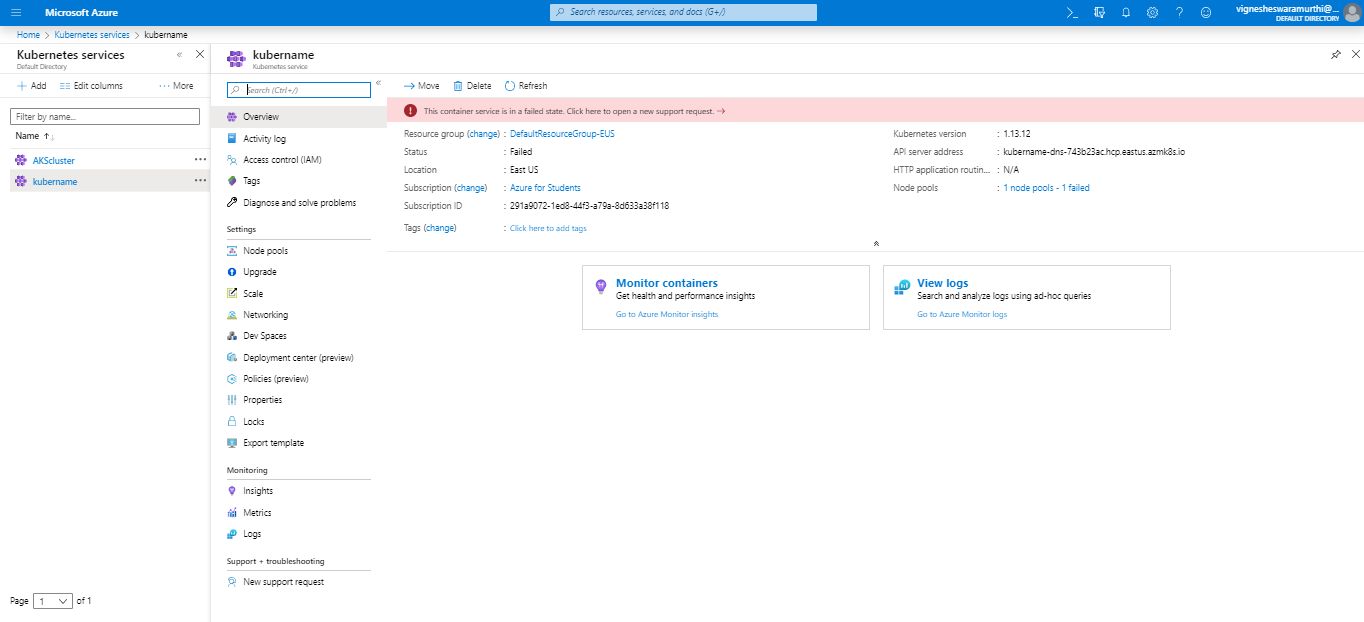 Microsoft Azure
Search resources, services, and docs (G+/)
vignesheswaramurthi@...
DEFAULT DIRECTORY
Home > Kubernetes services > kubername
Kubernetes services
Default Directory
Add Edit columns ··· More
Filter by name...
Name
AKScluster
kubername
Page 1 of 1
kubername
Kubernetes service
Search (Ctrl+/)
Overview
Activity log
Access control (IAM)
Tags
Diagnose and solve problems
Settings
Node pools
Upgrade
Scale
Networking
Dev Spaces
Deployment center (preview)
Policies (preview)
Properties
Locks
Export template
Monitoring
Insights
Metrics
Logs
Support + troubleshooting
New support request
Move Delete Refresh
This container service is in a failed state. Click here to open a new support request. →
Resource group (change) : DefaultResourceGroup-EUS
Status : Failed
Location : East US
Subscription (change) : Azure for Students
Subscription ID : 291a9072-1ed8-44f3-a79a-8d633a38f118
Tags (change) : Click here to add tags
Kubernetes version : 1.13.12
API server address : kubername-dns-743b23ac.hcp.eastus.azmk8s.io
HTTP application routin... : N/A
Node pools : 1 node pools - 1 failed
Monitor containers
Get health and performance insights
Go to Azure Monitor insights
View logs
Search and analyze logs using ad-hoc queries
Go to Azure Monitor logs